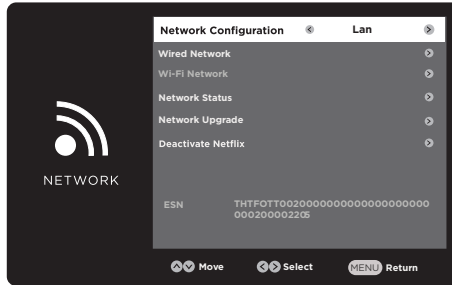 Network Configuration Lan
Wired Network
Wi-Fi Network
Network Status
Network Upgrade
Deactivate Netflix
NETWORK
ESN THTFOTT002000000000000000000
000200002205
Move Select MENU Return